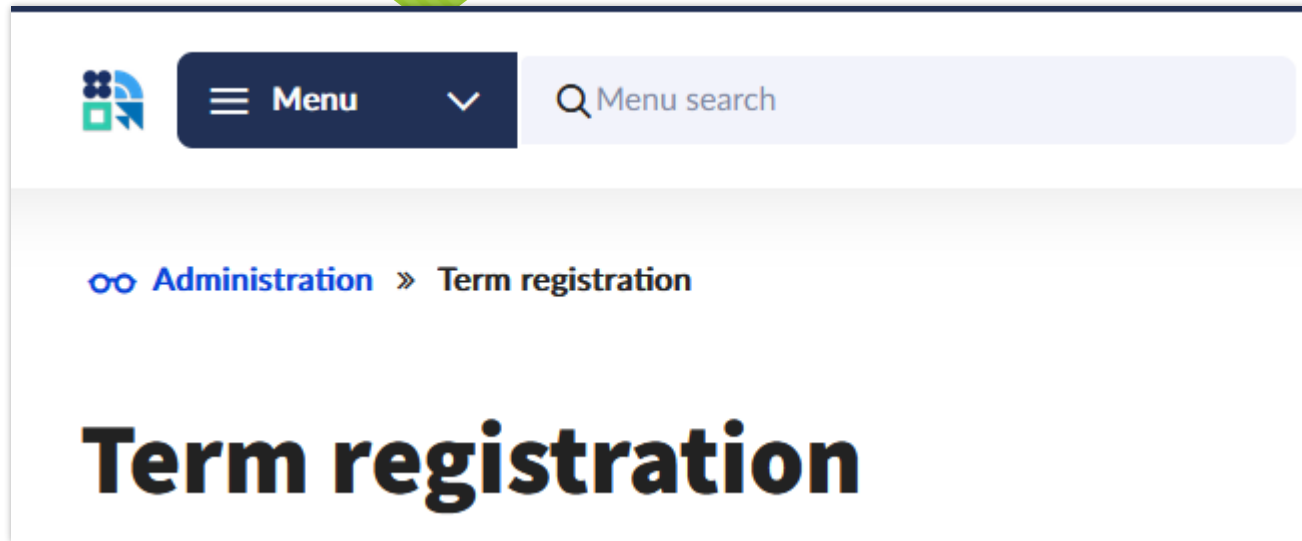 Menu
Menu search
Administration » Term registration
Term registration